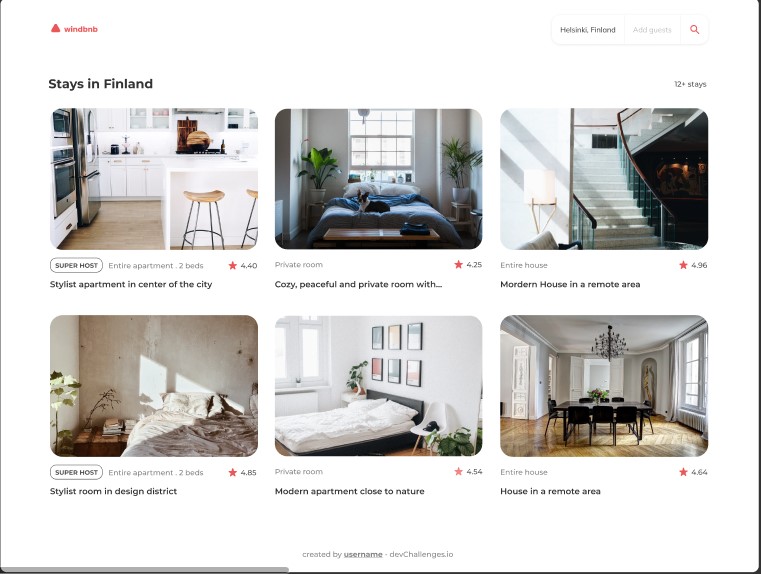 windbnb
Helsinki, Finland
Add guests
Stays in Finland
12+ stays
SUPER HOST
Entire apartment . 2 beds
4.40
Stylist apartment in center of the city
Private room
4.25
Cozy, peaceful and private room with...
Entire house
4.96
Mordern House in a remote area
SUPER HOST
Entire apartment . 2 beds
4.85
Stylist room in design district
Private room
4.54
Modern apartment close to nature
Entire house
4.64
House in a remote area
created by username - devChallenges.io